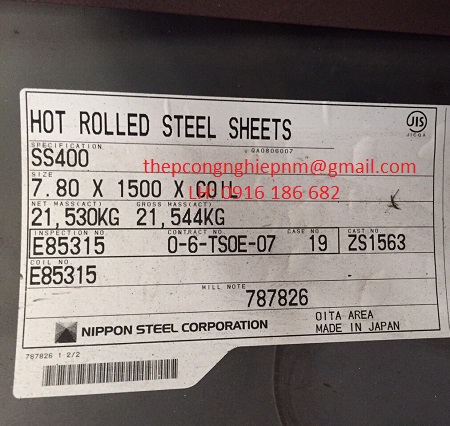 JIS
HOT ROLLED STEEL SHEETS
SPECIFICATION
SS400
GA0806007
thepcongnghiepnm@gmail.com
SIZE
7.80 X 1500 X COIL
0916 186 682
NET MASS(ACT) GROSS MASS(ACT)
21,530KG 21,544KG
INSPECTION NO CONTRACT NO. CASE NO CAST NO
E85315 0-6-TSOE-07 19 ZS1563
COIL NO
E85315
MILL NOTE
787826
NIPPON STEEL CORPORATION
OITA AREA
MADE IN JAPAN
787826 1 2/2